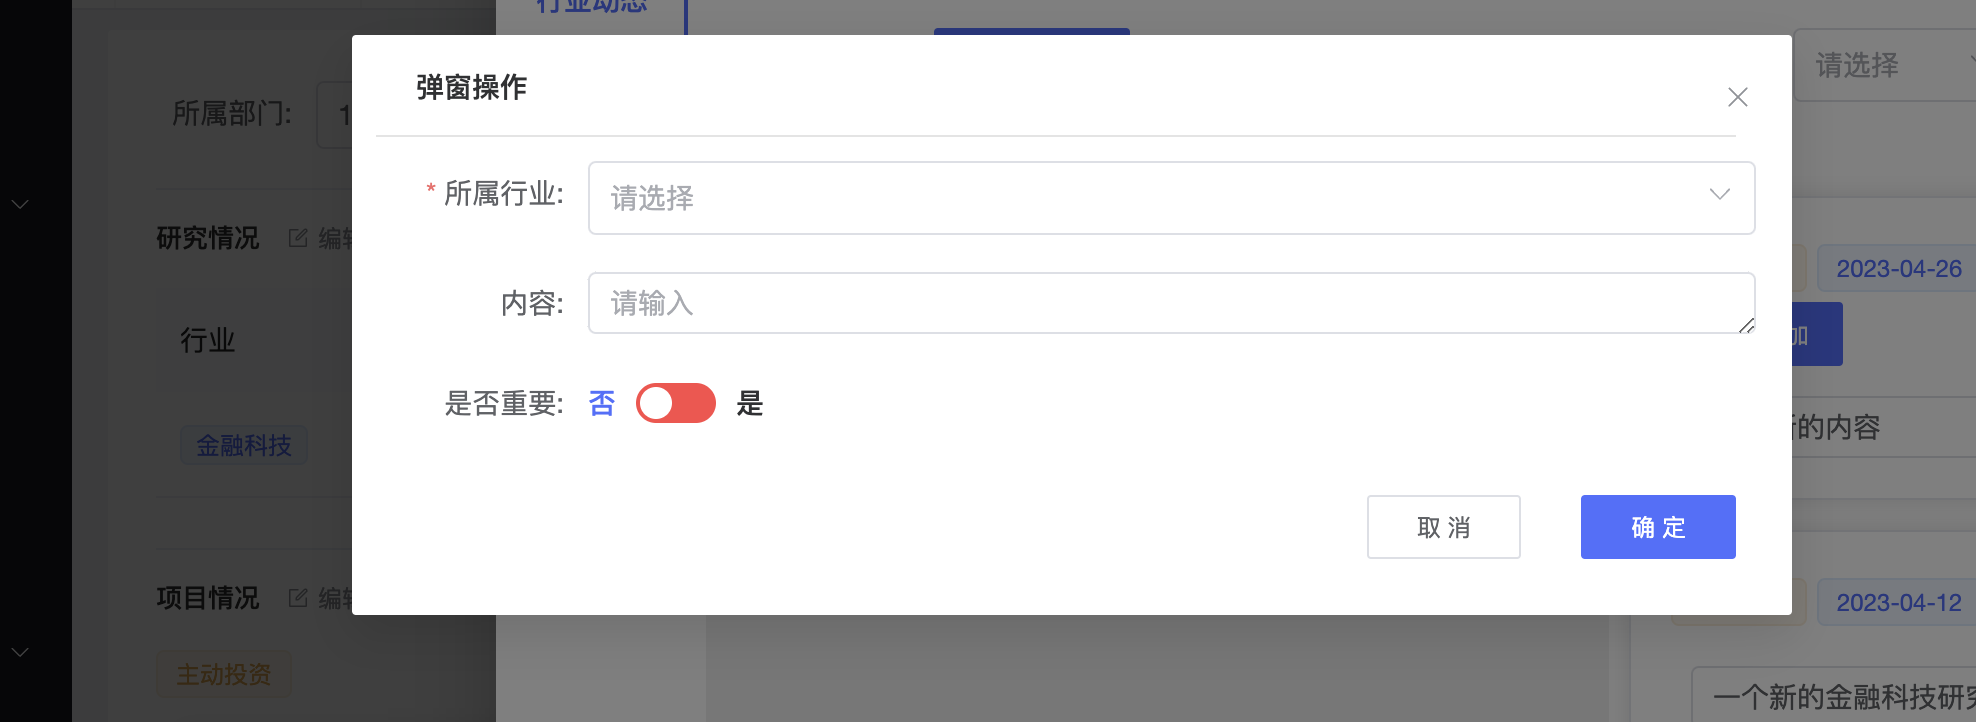 行业动态
请选择
所属部门: 1
弹窗操作
* 所属行业: 请选择
研究情况 编辑
2023-04-26
内容: 请输入
行业
加
是否重要: 否 是
新的内容
金融科技
取 消 确 定
项目情况 编辑
2023-04-12
主动投资
一个新的金融科技研究